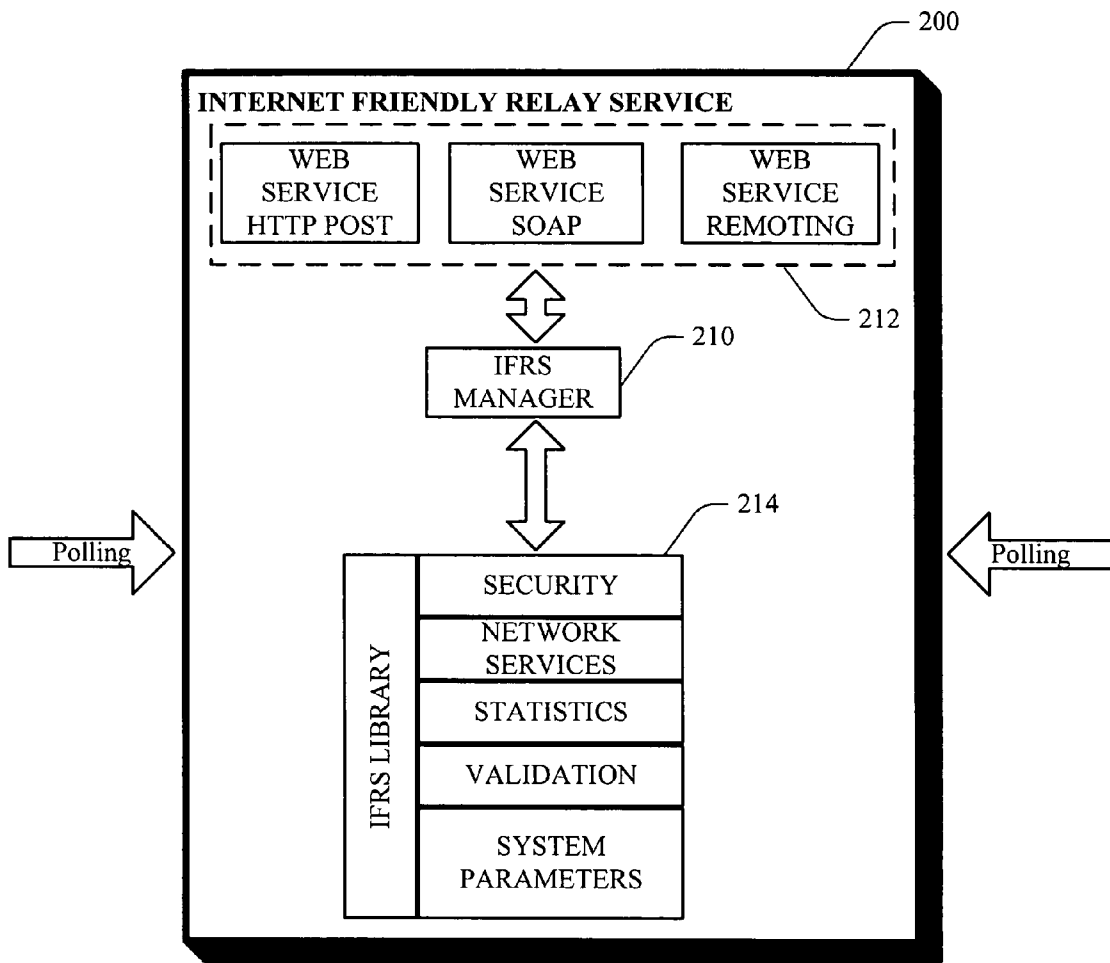 200
INTERNET FRIENDLY RELAY SERVICE
WEB
SERVICE
HTTP POST
WEB
SERVICE
SOAP
WEB
SERVICE
REMOTING
212
210
IFRS
MANAGER
214
Polling
Polling
IFRS LIBRARY
SECURITY
NETWORK
SERVICES
STATISTICS
VALIDATION
SYSTEM
PARAMETERS